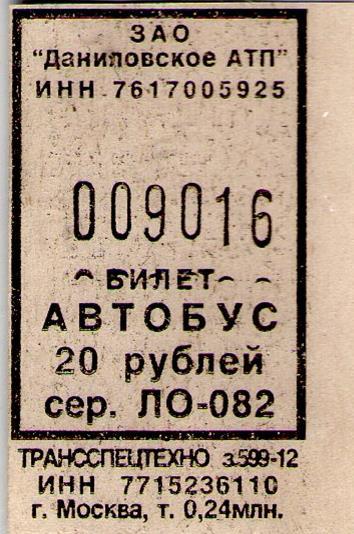 ЗАО
"Даниловское АТП"
ИНН 7617005925
009016
БИЛЕТ
АВТОБУС
20 рублей
сер. ЛО-082
ТРАНССПЕЦТЕХНО з.599-12
ИНН 7715236110
г. Москва, т. 0,24млн.